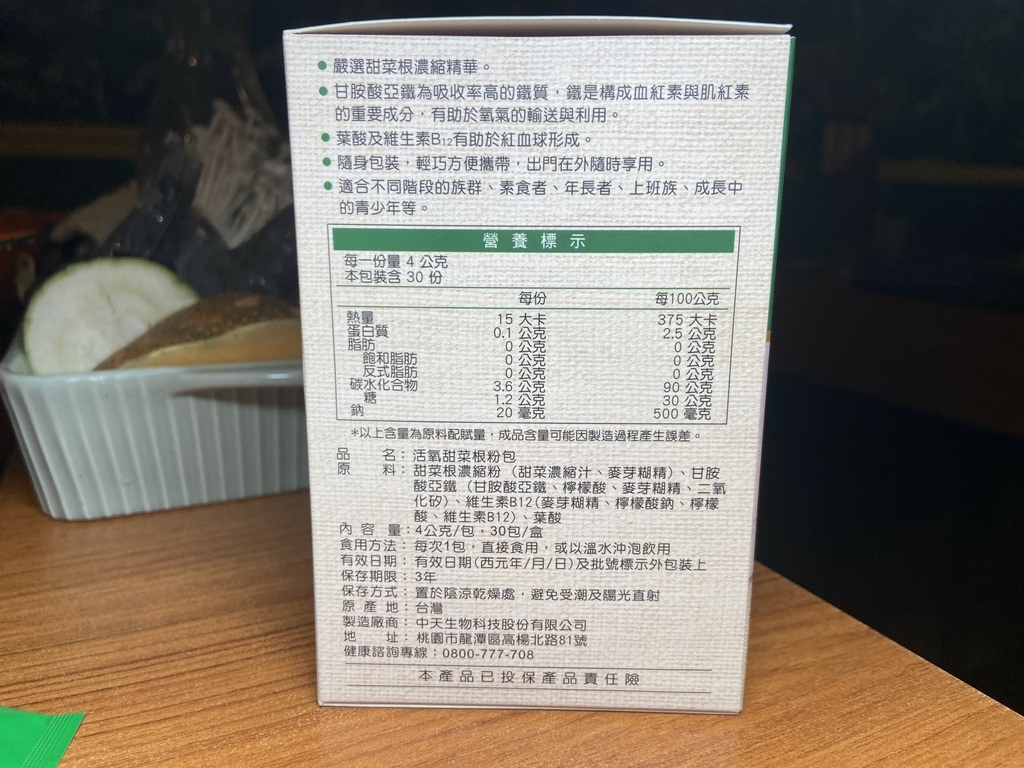 ● 嚴選甜菜根濃縮精華。
● 甘胺酸亞鐵為吸收率高的鐵質，鐵是構成血紅素與肌紅素
的重要成分，有助於氧氣的輸送與利用。
● 葉酸及維生素B12有助於紅血球形成。
● 隨身包裝，輕巧方便攜帶，出門在外隨時享用。
● 適合不同階段的族群、素食者、年長者、上班族、成長中
的青少年等。
營養標示
每一份量 4 公克
本包裝含 30 份
每份 每100公克
熱量 15 大卡 375 大卡
蛋白質 0.1 公克 2.5 公克
脂肪 0 公克 0 公克
飽和脂肪 0 公克 0 公克
反式脂肪 0 公克 0 公克
碳水化合物 3.6 公克 90 公克
糖 1.2 公克 30 公克
鈉 20 毫克 500 毫克
*以上含量為原料配賦量，成品含量可能因製造過程產生誤差。
品名：活氧甜菜根粉包
原料：甜菜根濃縮粉（甜菜濃縮汁、麥芽糊精）、甘胺
酸亞鐵（甘胺酸亞鐵、檸檬酸、麥芽糊精、二氧
化矽）、維生素B12（麥芽糊精、檸檬酸鈉、檸檬
酸、維生素B12）、葉酸
內容量：4公克/包，30包/盒
食用方法：每次1包，直接食用，或以溫水沖泡飲用
有效日期：有效日期(西元年/月/日)及批號標示外包裝上
保存期限：3年
保存方式：置於陰涼乾燥處，避免受潮及陽光直射
原產地：台灣
製造廠商：中天生物科技股份有限公司
地址：桃園市龍潭區高楊北路81號
健康諮詢專線：0800-777-708
本產品已投保產品責任險